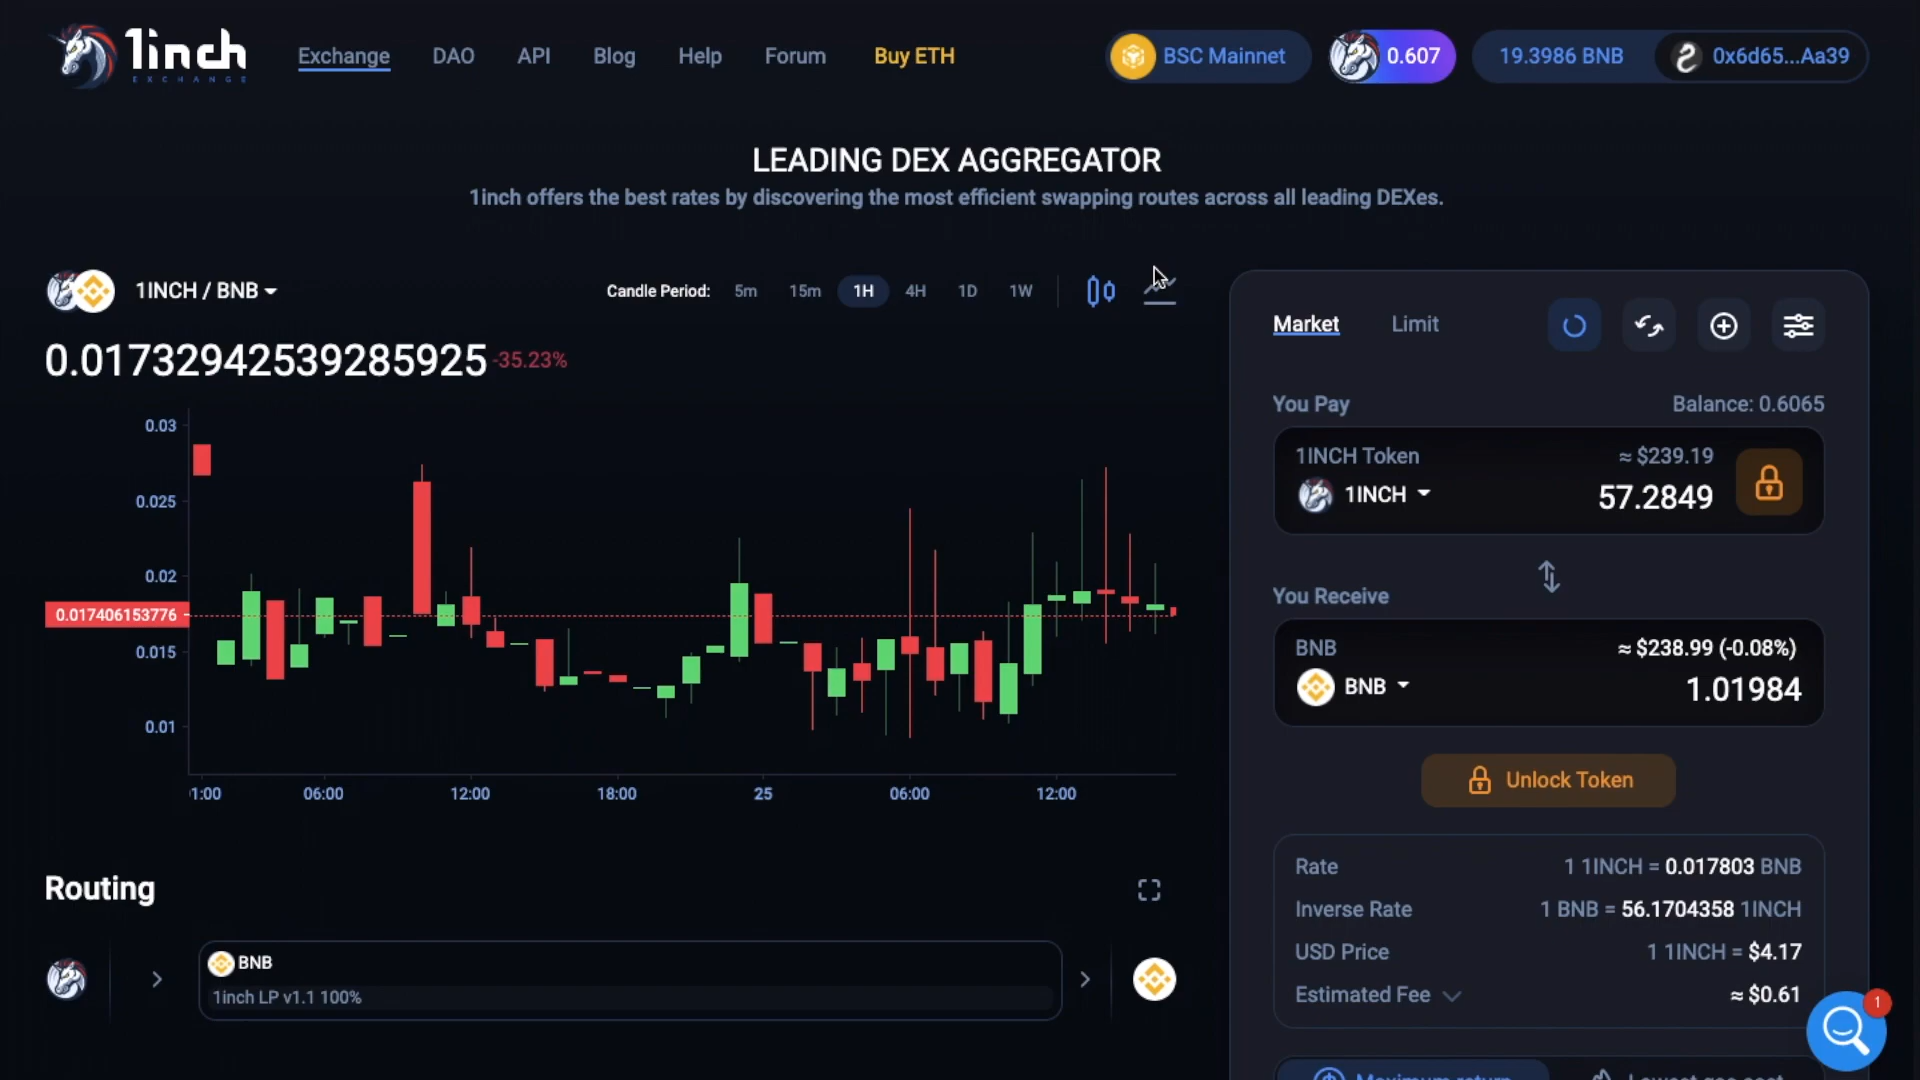 1inch
EXCHANGE
Exchange
DAO
API
Blog
Help
Forum
Buy ETH
BSC Mainnet
0.607
19.3986 BNB
0x6d65...Aa39
LEADING DEX AGGREGATOR
1inch offers the best rates by discovering the most efficient swapping routes across all leading DEXes.
1INCH / BNB
Candle Period:
5m
15m
1H
4H
1D
1W
0.01732942539285925
-35.23%
0.03
0.025
0.02
0.017406153776
0.015
0.01
1:00
06:00
12:00
18:00
25
06:00
12:00
Routing
BNB
1inch LP v1.1 100%
Market
Limit
You Pay
Balance: 0.6065
1INCH Token
≈ $239.19
1INCH
57.2849
You Receive
BNB
≈ $238.99 (-0.08%)
BNB
1.01984
Unlock Token
Rate
1 1INCH = 0.017803 BNB
Inverse Rate
1 BNB = 56.1704358 1INCH
USD Price
1 1INCH = $4.17
Estimated Fee
≈ $0.61
1
Maximum return
Lowest gas cost